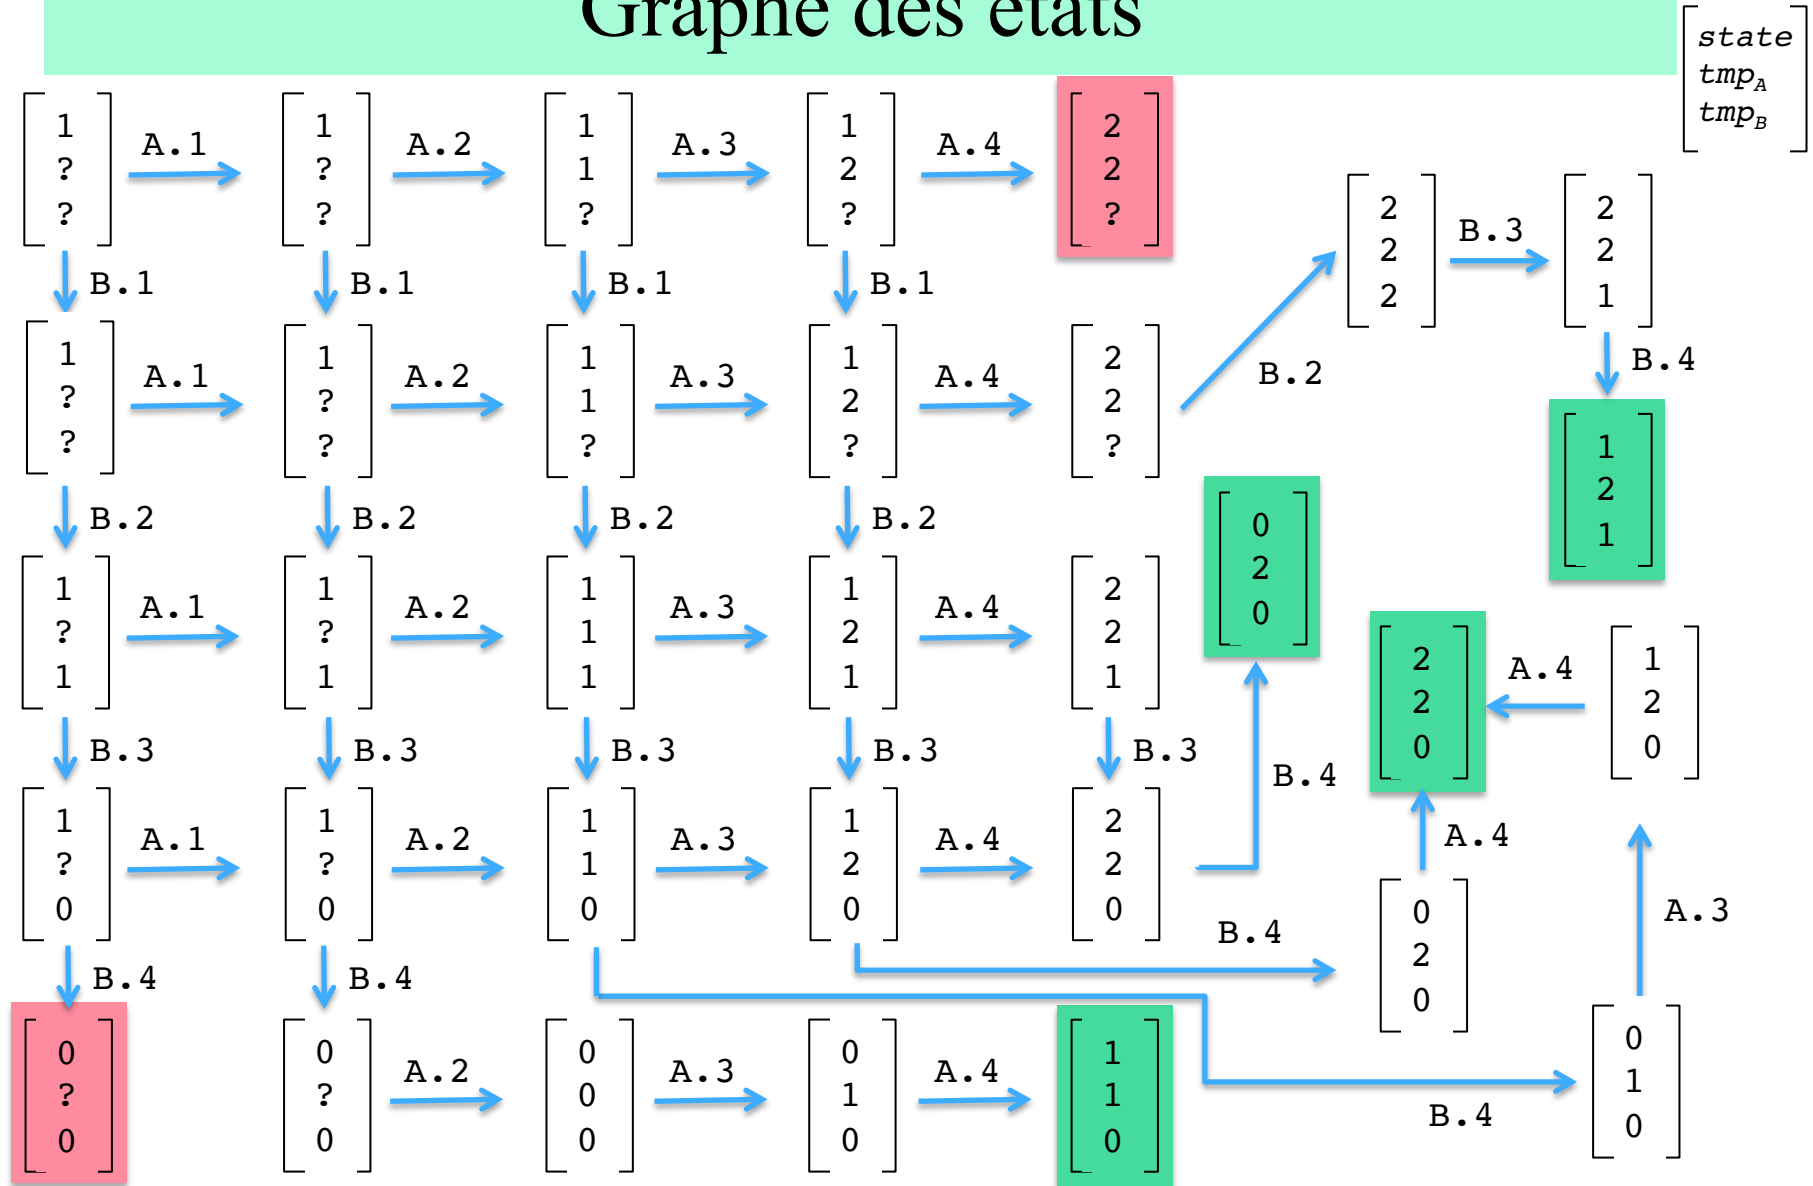 Graphe des états
state
tmpA
tmpB
1 1 1 1 2
A.1 A.2 A.3 A.4
? ? 1 2 2
? ? ? ? ?
2 2
B.3
2 2
2 1
B.1 B.1 B.1 B.1
1 1 1 1 2
A.1 A.2 A.3 A.4 B.2 B.4
? ? 1 2 2
? ? ? ? ?
1
2
1
B.2 B.2 B.2 B.2
0
2
0
1 1 1 1 2
A.1 A.2 A.3 A.4
? ? 1 2 2
1 1 1 1 1
2 A.4 1
2 2
0 0
B.3 B.3 B.3 B.3 B.3
B.4
1 1 1 1 2
A.1 A.2 A.3 A.4 A.4
? ? 1 2 2
0 0 0 0 0
0 A.3
B.4
2
0
B.4 B.4
0 0 0 0 1 0
A.2 A.3 A.4
? ? 0 1 1 1
B.4
0 0 0 0 0 0